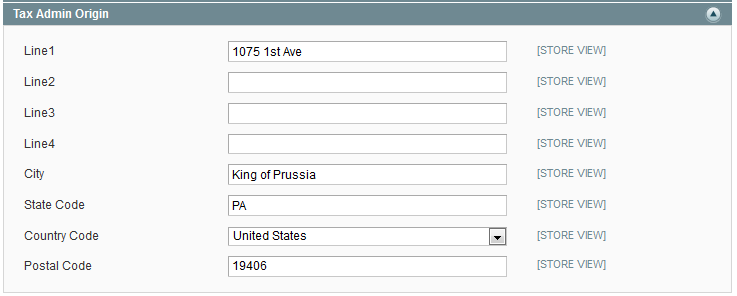 Tax Admin Origin
Line1 1075 1st Ave [STORE VIEW]
Line2 [STORE VIEW]
Line3 [STORE VIEW]
Line4 [STORE VIEW]
City King of Prussia [STORE VIEW]
State Code PA [STORE VIEW]
Country Code United States [STORE VIEW]
Postal Code 19406 [STORE VIEW]